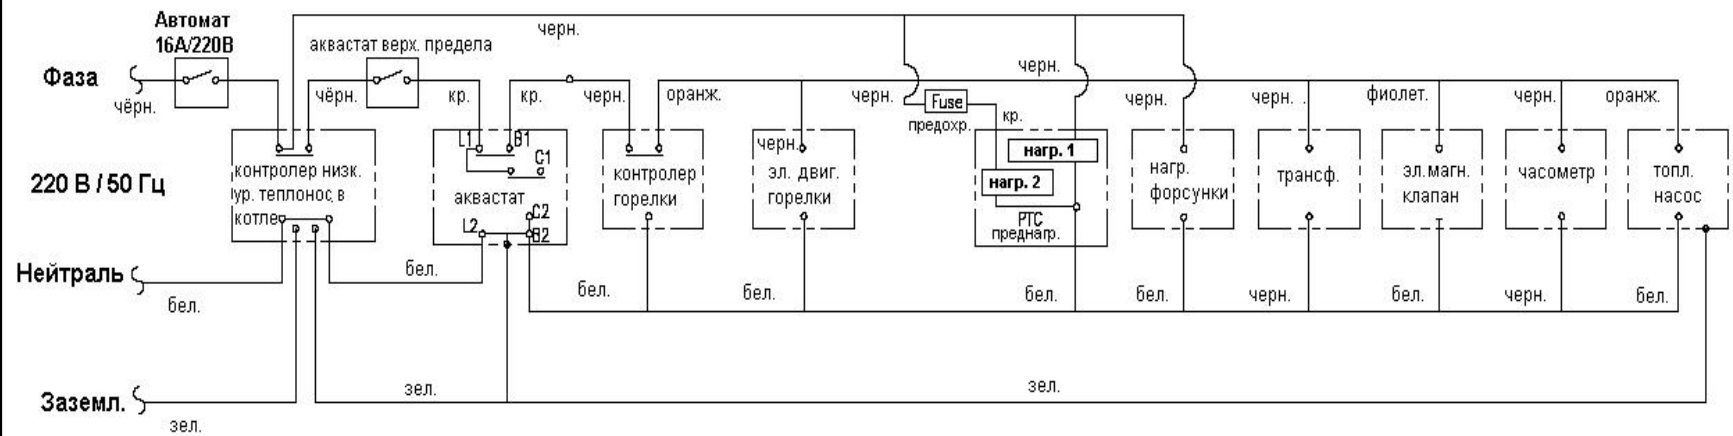 Автомат
16А/220В
аквастат верх. предела
черн.
Фаза
чёрн.
чёрн.
кр.
кр.
черн.
оранж.
черн.
черн.
Fuse
предохр.
кр.
черн.
черн. .
фиолет.
черн.
оранж.
220 В / 50 Гц
контролер низк.
ур. теплонос, в
котле
L1
B1
C1
аквастат
C2
L2
B2
контролер
горелки
черн.
эл. двиг.
горелки
нагр. 1
нагр. 2
РТС
преднагр.
нагр.
форсунки
трансф.
эл.магн.
клапан
часометр
топл.
насос
Нейтраль
бел.
бел.
бел.
бел.
бел.
бел.
черн.
бел.
черн.
бел.
Заземл.
зел.
зел.
зел.